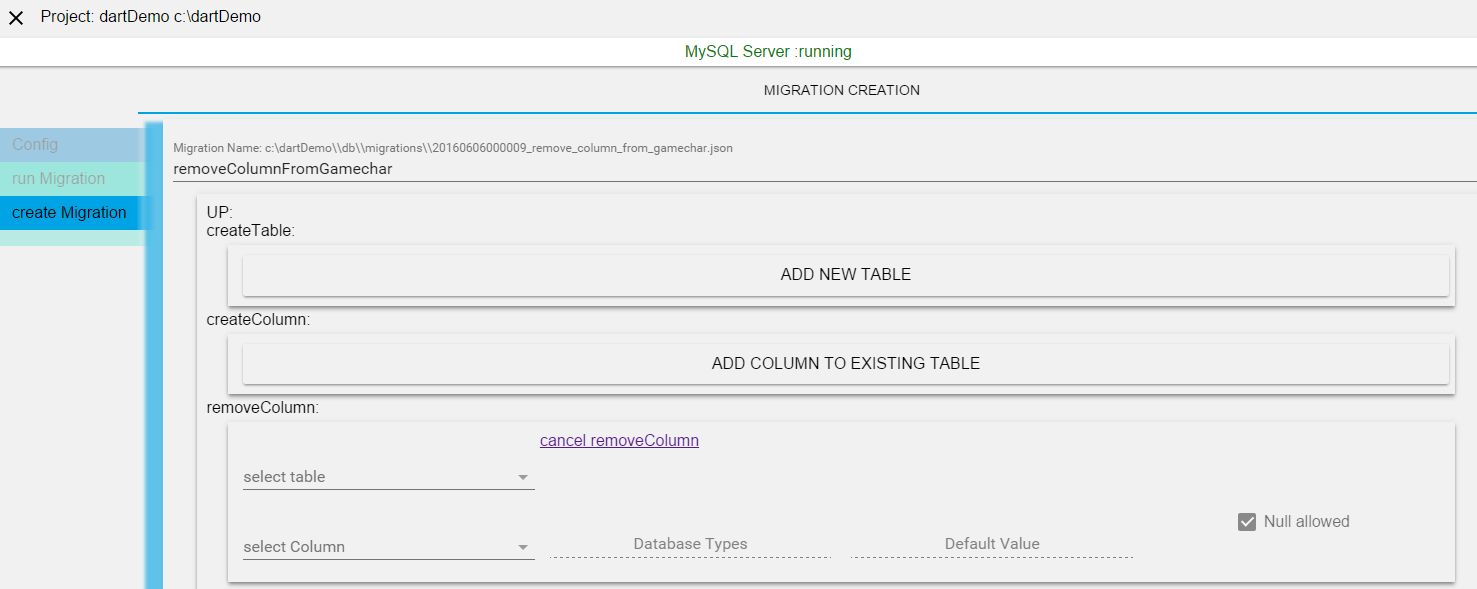 Project: dartDemo c:\dartDemo
MySQL Server :running
MIGRATION CREATION
Config
run Migration
create Migration
Migration Name: c:\dartDemo\\db\\migrations\\20160606000009_remove_column_from_gamechar.json
removeColumnFromGamechar
UP:
createTable:
ADD NEW TABLE
createColumn:
ADD COLUMN TO EXISTING TABLE
removeColumn:
cancel removeColumn
select table
Null allowed
select Column Database Types Default Value